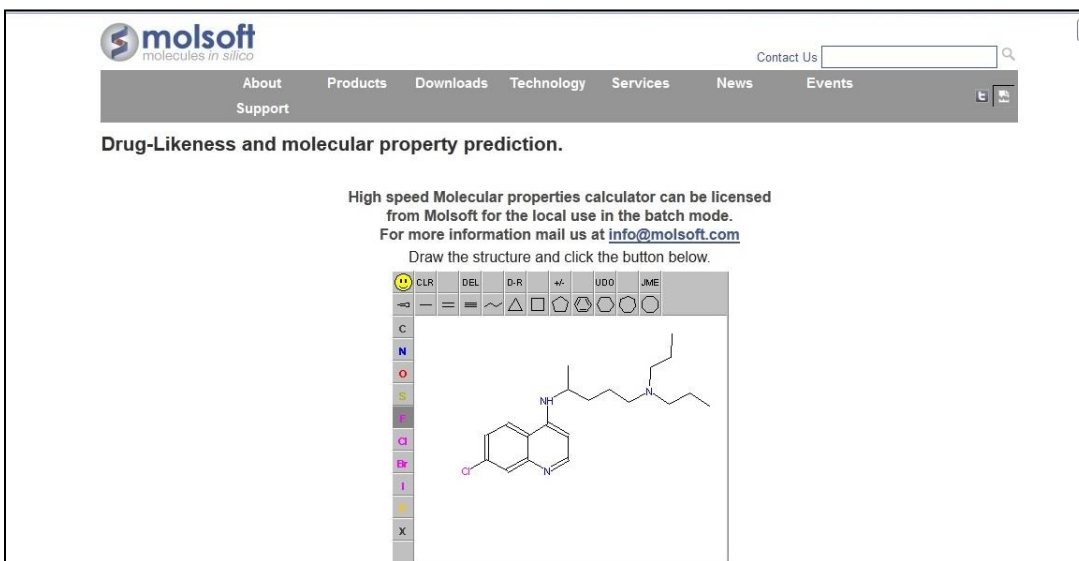 molsoft
molecules in silico
Contact Us
About Products Downloads Technology Services News Events
Support
Drug-Likeness and molecular property prediction.
High speed Molecular properties calculator can be licensed
from Molsoft for the local use in the batch mode.
For more information mail us at info@molsoft.com
Draw the structure and click the button below.
CLR DEL D-R +/- UDO JME
C
N
O
S
F
Cl
Br
I
X
NH
N
Cl
N